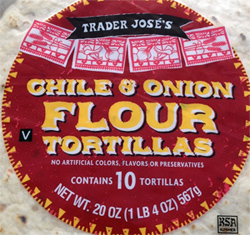 TRADER JOSÉ'S
CHILE & ONION
FLOUR
TORTILLAS
V
NO ARTIFICIAL COLORS, FLAVORS OR PRESERVATIVES
CONTAINS 10 TORTILLAS
NET WT. 20 OZ (1 LB 4 OZ) 567g
KSA